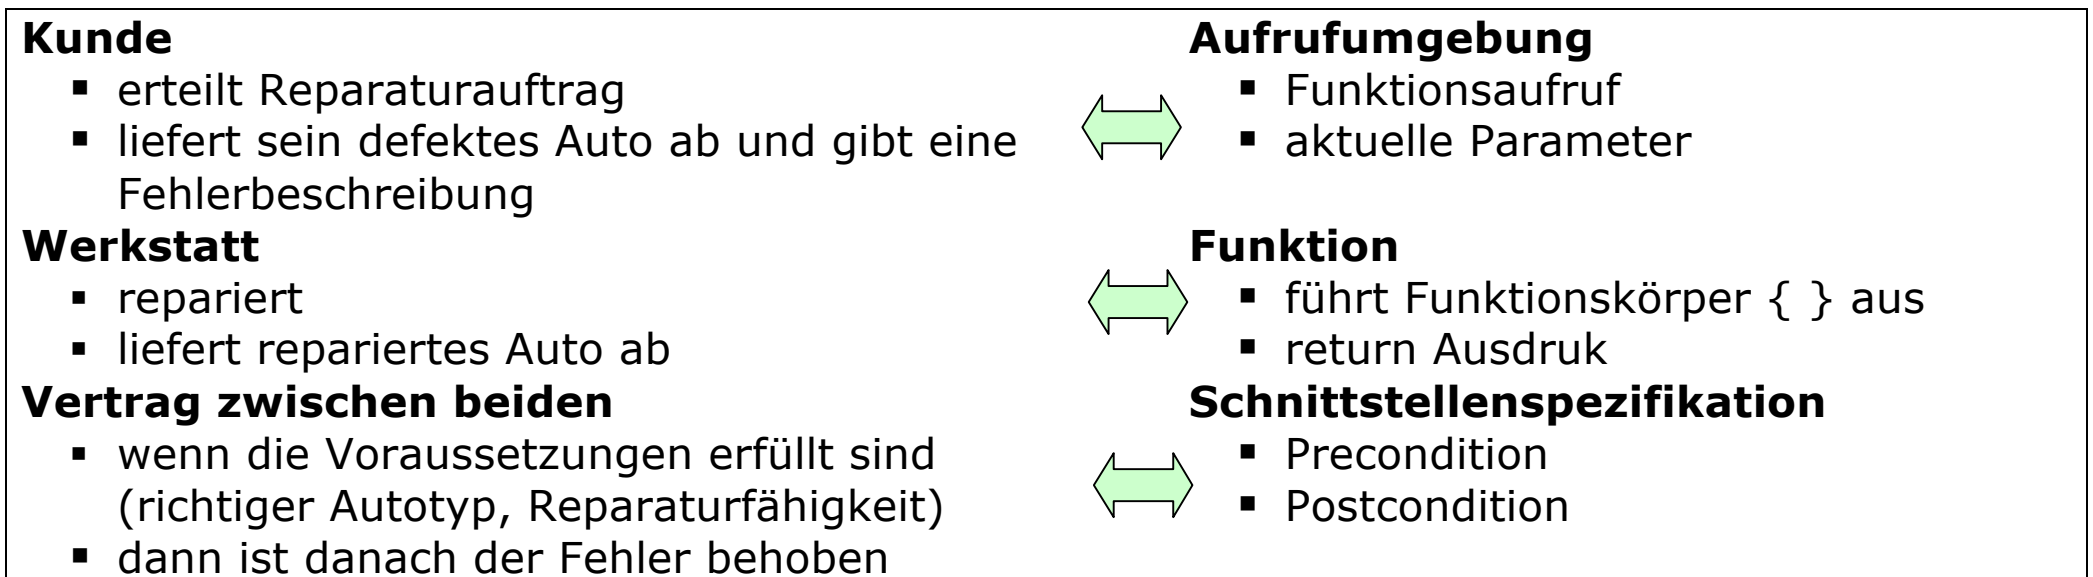 Kunde
▪ erteilt Reparaturauftrag
▪ liefert sein defektes Auto ab und gibt eine
Fehlerbeschreibung
Werkstatt
▪ repariert
▪ liefert repariertes Auto ab
Vertrag zwischen beiden
▪ wenn die Voraussetzungen erfüllt sind
(richtiger Autotyp, Reparaturfähigkeit)
▪ dann ist danach der Fehler behoben
Aufrufumgebung
▪ Funktionsaufruf
▪ aktuelle Parameter
Funktion
▪ führt Funktionskörper { } aus
▪ return Ausdruk
Schnittstellenspezifikation
▪ Precondition
▪ Postcondition